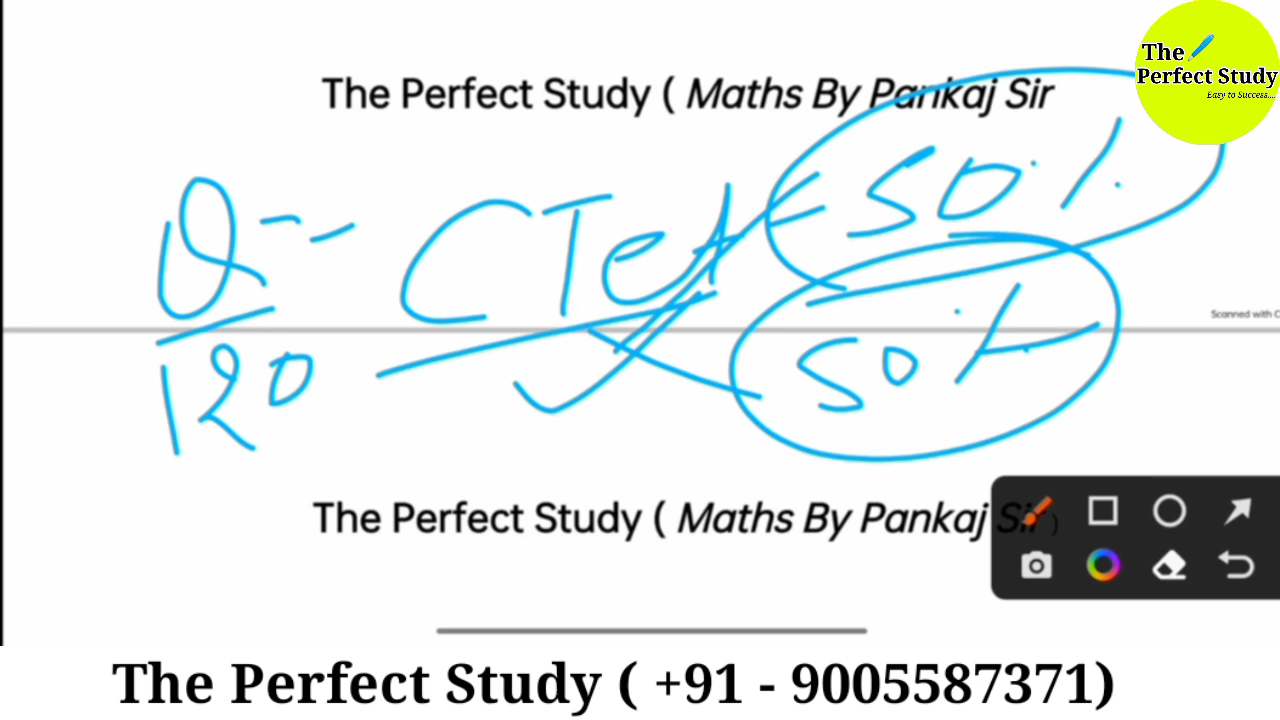 The
Perfect Study
Easy to Success....
The Perfect Study ( Maths By Pankaj Sir
50 %
CTet
Scanned with C
50 %
120
The Perfect Study ( Maths By Pankaj Sir )
The Perfect Study ( +91 - 9005587371)